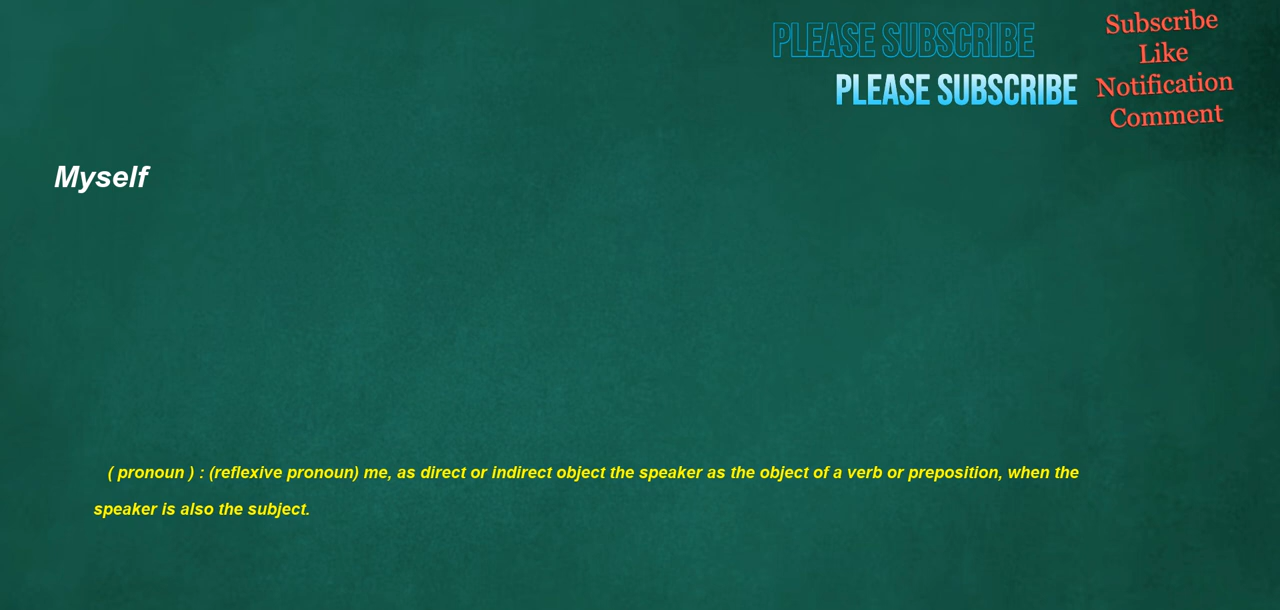 PLEASE SUBSCRIBE
PLEASE SUBSCRIBE
Subscribe
Like
Notification
Comment
Myself
( pronoun ) : (reflexive pronoun) me, as direct or indirect object the speaker as the object of a verb or preposition, when the
speaker is also the subject.